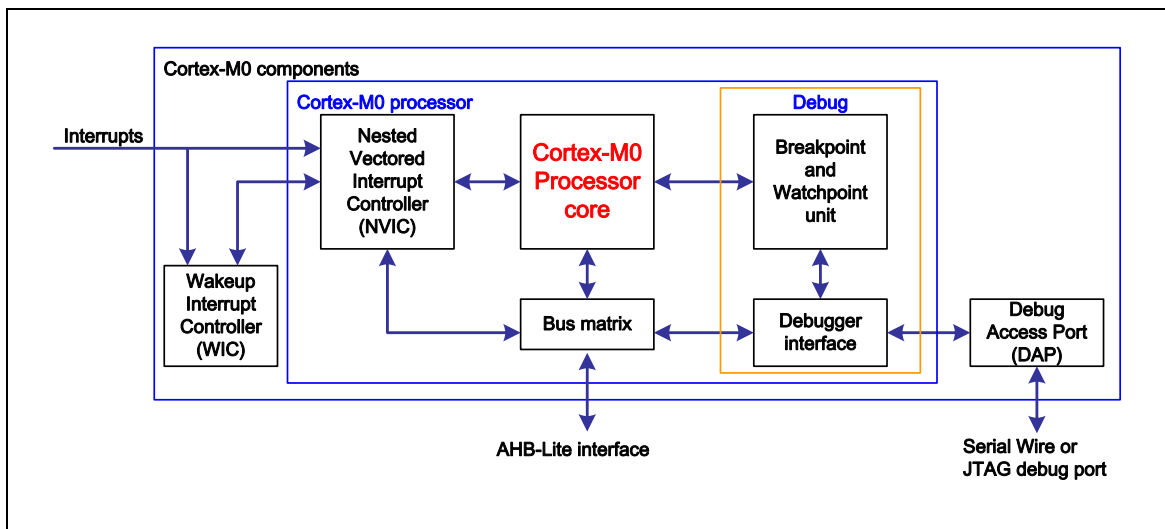 Cortex-M0 components
Cortex-M0 processor
Debug
Interrupts
Nested
Vectored
Interrupt
Controller
(NVIC)
Cortex-M0
Processor
core
Breakpoint
and
Watchpoint
unit
Wakeup
Interrupt
Controller
(WIC)
Bus matrix
Debugger
interface
Debug
Access Port
(DAP)
AHB-Lite interface
Serial Wire or
JTAG debug port